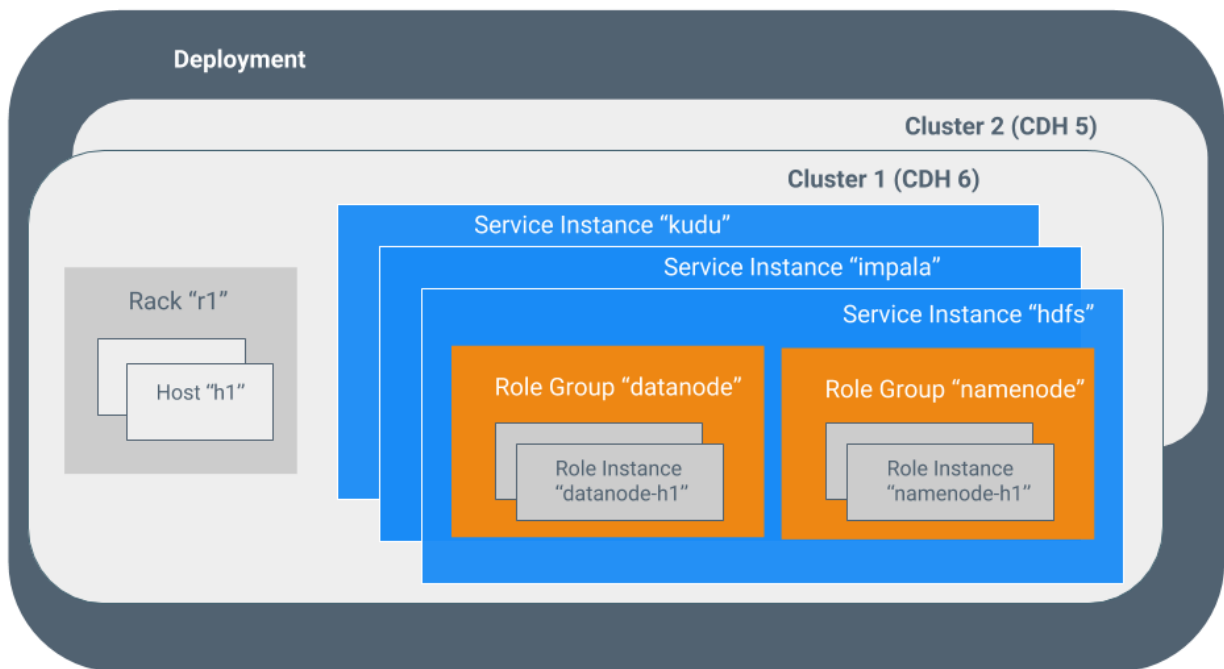 Deployment
Cluster 2 (CDH 5)
Cluster 1 (CDH 6)
Service Instance “kudu”
Service Instance “impala”
Service Instance “hdfs”
Rack “r1”
Host “h1”
Role Group “datanode”
Role Instance
“datanode-h1”
Role Group “namenode”
Role Instance
“namenode-h1”